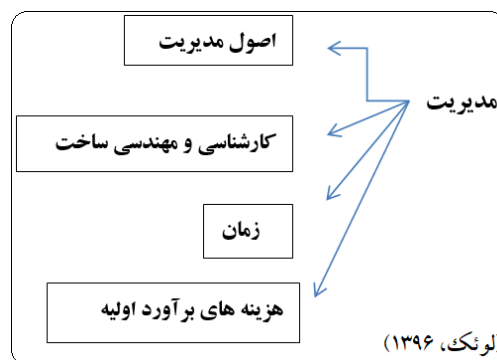 اصول مدیریت
مدیریت
کارشناسی و مهندسی ساخت
زمان
هزینه های برآورد اولیه
لوئک، ۱۳۹۶)